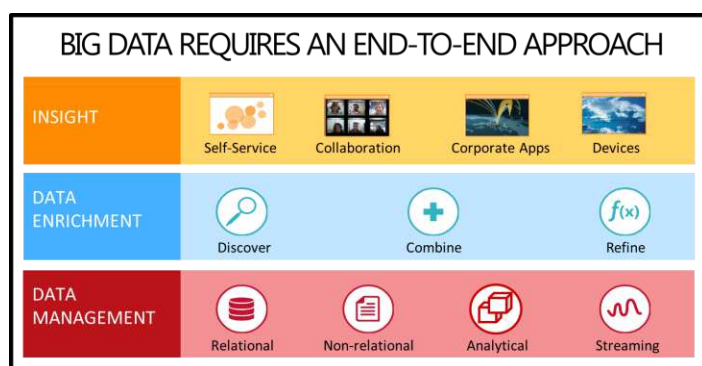 BIG DATA REQUIRES AN END-TO-END APPROACH
INSIGHT
Self-Service Collaboration Corporate Apps Devices
DATA
ENRICHMENT
f(x)
Discover Combine Refine
DATA
MANAGEMENT
Relational Non-relational Analytical Streaming